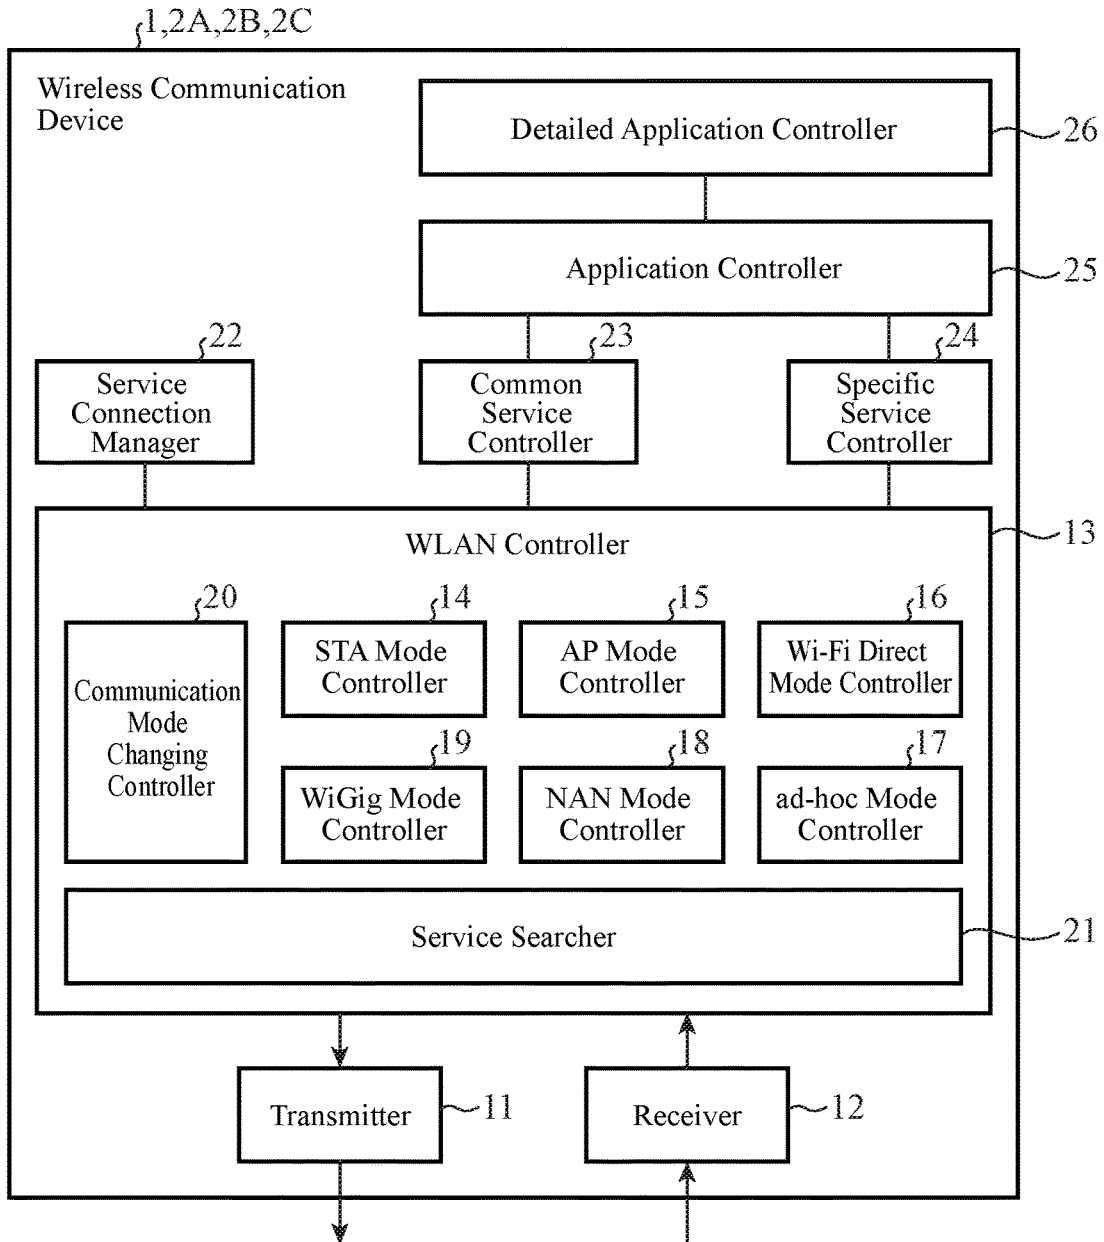 1,2A,2B,2C
Wireless Communication
Device
Detailed Application Controller
26
Application Controller
25
22
23
24
Service
Connection
Manager
Common
Service
Controller
Specific
Service
Controller
WLAN Controller
13
20
14
15
16
Communication
Mode
Changing
Controller
STA Mode
Controller
AP Mode
Controller
Wi-Fi Direct
Mode Controller
19
18
17
WiGig Mode
Controller
NAN Mode
Controller
ad-hoc Mode
Controller
Service Searcher
21
Transmitter
11
Receiver
12